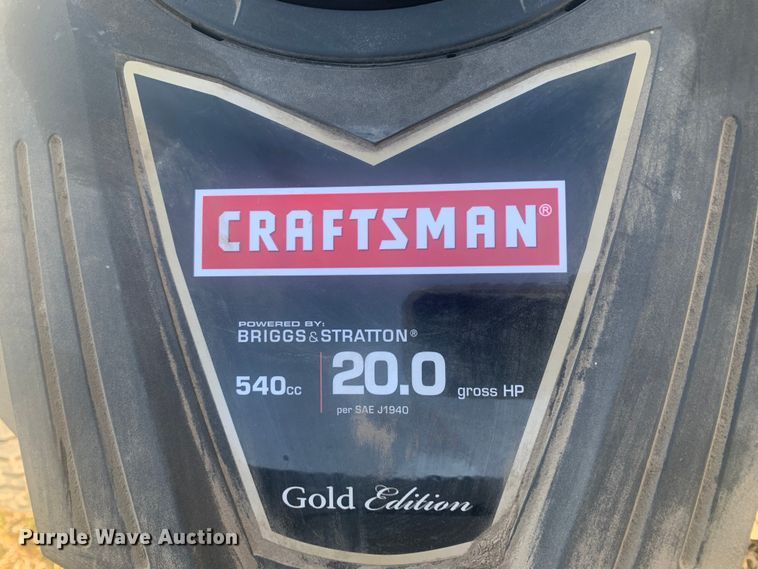 CRAFTSMAN®
POWERED BY:
BRIGGS & STRATTON®
540cc 20.0 gross HP
per SAE J1940
Gold Edition
Purple Wave Auction